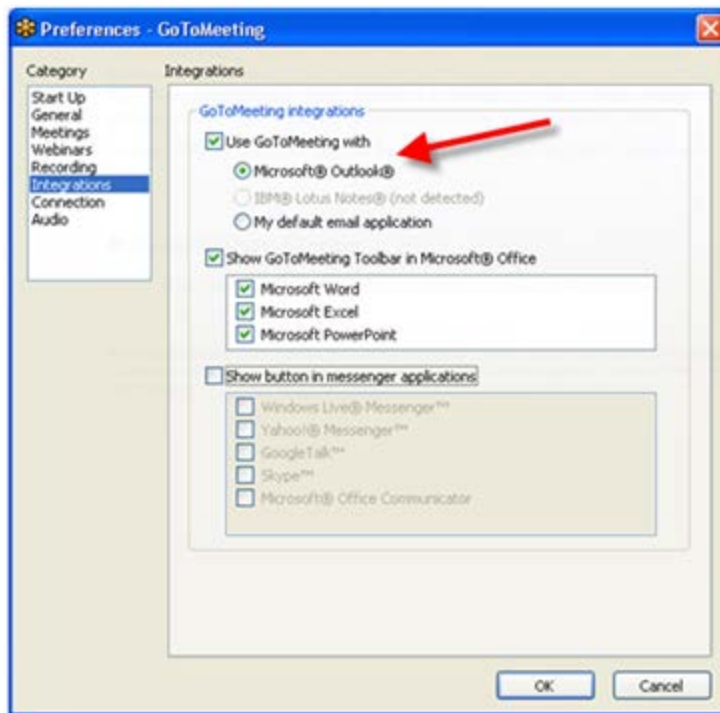 Preferences - GoToMeeting
Category
Integrations
Start Up
General
Meetings
Webinars
Recording
Integrations
Connection
Audio
GoToMeeting integrations
Use GoToMeeting with
Microsoft® Outlook®
IBM® Lotus Notes® (not detected)
My default email application
Show GoToMeeting Toolbar in Microsoft® Office
Microsoft Word
Microsoft Excel
Microsoft PowerPoint
Show button in messenger applications
Windows Live® Messenger™
Yahoo!® Messenger™
GoogleTalk™
Skype™
Microsoft® Office Communicator
OK
Cancel